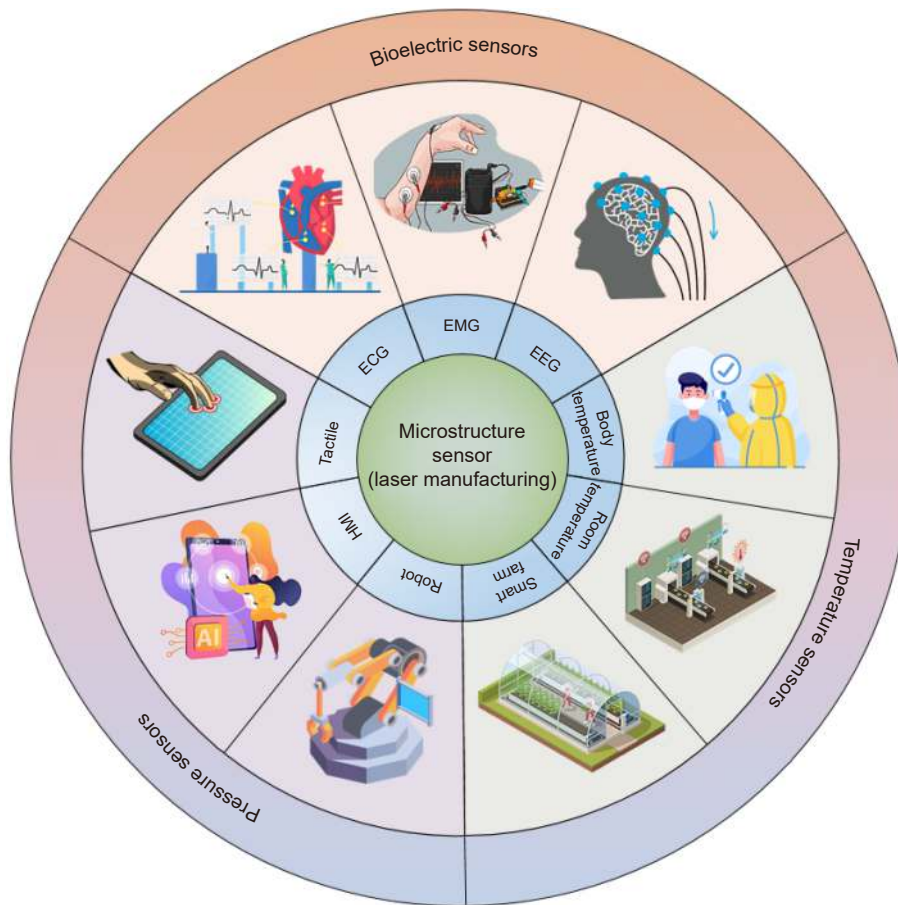 Bioelectric sensors
EMG
ECG
EEG
Tactile
Body
temperature
Microstructure
sensor
(laser manufacturing)
HMI
Room
temperature
Robot
Smart
farm
AI
Pressure sensors
Temperature sensors